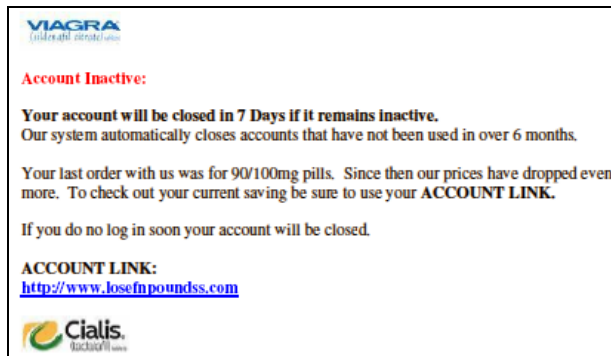 VIAGRA
(sildenafil citrate)
Account Inactive:
Your account will be closed in 7 Days if it remains inactive.
Our system automatically closes accounts that have not been used in over 6 months.
Your last order with us was for 90/100mg pills. Since then our prices have dropped even
more. To check out your current saving be sure to use your ACCOUNT LINK.
If you do no log in soon your account will be closed.
ACCOUNT LINK:
http://www.losefnpoundss.com
Cialis.
(tadalafil)